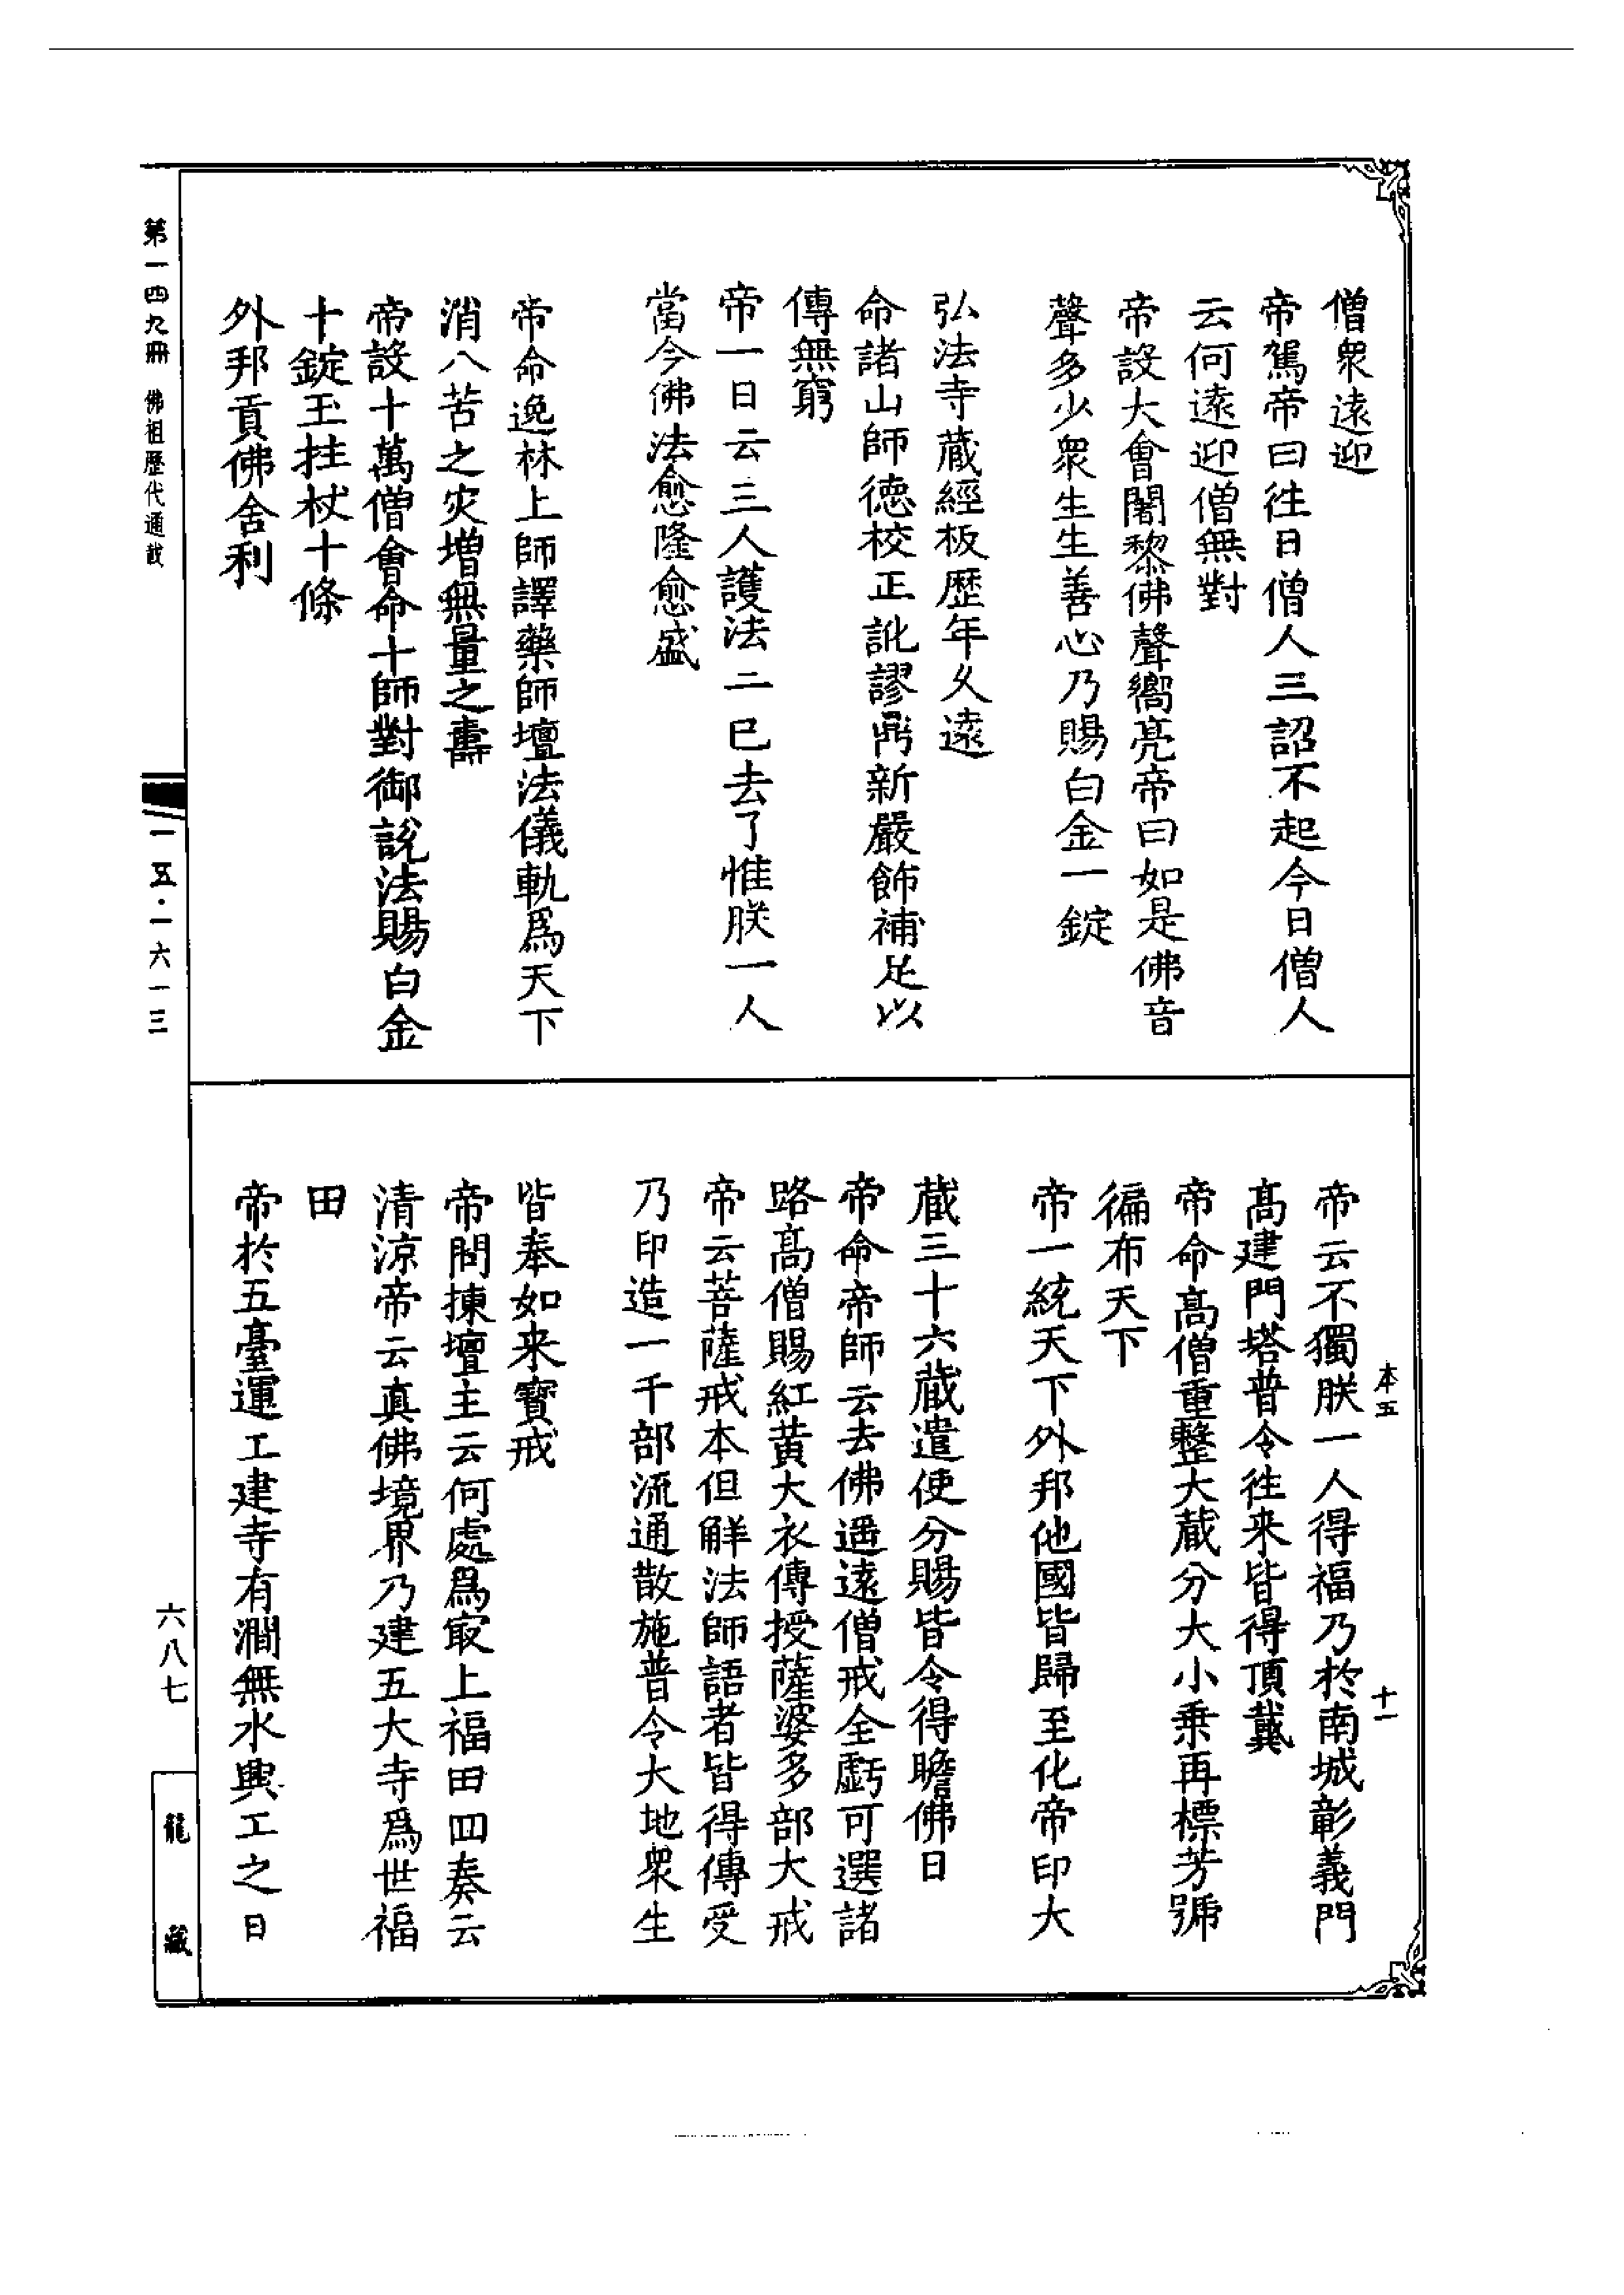 僧衆遠迎
帝駕帝曰往日僧人三詔不起今日僧人
云何遠迎僧無對
帝設大會闍黎佛聲嚮亮帝曰如是佛音
聲多少衆生生善心乃賜白金一錠
弘法寺蔵經板歷年久遠
命諸山師德校正訛謬鼎新嚴飾補足以
傳無窮
帝一日云三人護法二已去了惟朕一人
當今佛法愈隆愈盛
帝命逸林上師譯藥師壇法儀軌爲天下
消八苦之灾增無量之壽
帝設十萬僧會命十師對御說法賜白金
十錠玉拄杖十條
外邦貢佛舍利
帝云不獨朕一人得福乃於南城彰義門
髙建門塔普令往来皆得頂戴
帝命髙僧重整大蔵分大小乗再標芳號
徧布天下
帝一統天下外邦他國皆歸至化帝印大
蔵三十六蔵遣使分賜皆令得瞻佛日
帝命帝師云去佛遥遠僧戒全虧可選諸
路髙僧賜紅黄大衣傳授薩婆多部大戒
帝云菩薩戒本但觧法師語者皆得傳受
乃印造一千部流通散施普令大地衆生
皆奉如来寶戒
帝問揀壇主云何處爲㝡上福田回奏云
清涼帝云真佛境界乃建五大寺爲世福
田
帝於五臺運工建寺有澗無水興工之日
本五
十一
第一四九冊 佛祖歷代通載
一五·一六一三
六八七
龍藏